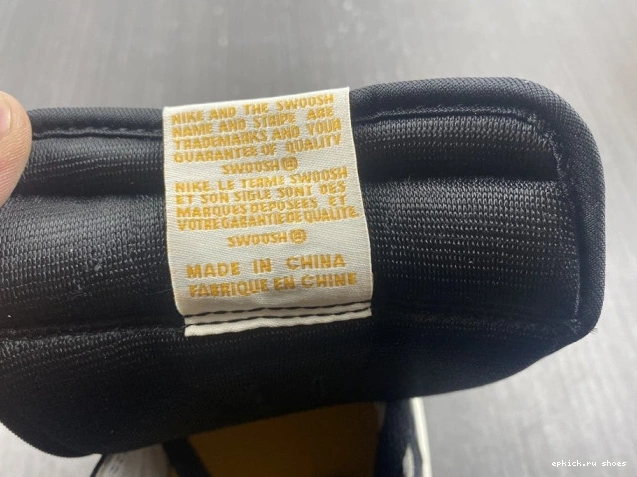 NIKE AND THE SWOOSH
NAME AND STRIPE ARE
TRADEMARKS AND YOUR
GUARANTEE OF QUALITY
SWOOSH®
NIKE, LE TERME SWOOSH
ET SON SIGLE SONT DES
MARQUES DEPOSEES ET
VOTRE GARANTIE DE QUALITE.
SWOOSH®
MADE IN CHINA
FABRIQUE EN CHINE
epkick.ru shoes